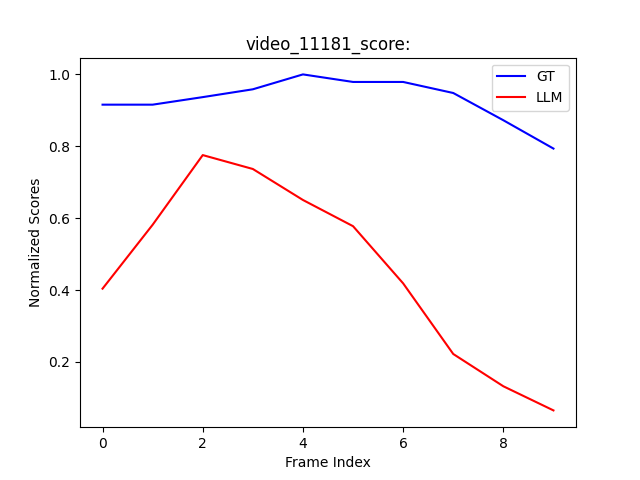 video_11181_score:
GT
LLM
Normalized Scores
1.0
0.8
0.6
0.4
0.2
0 2 4 6 8
Frame Index